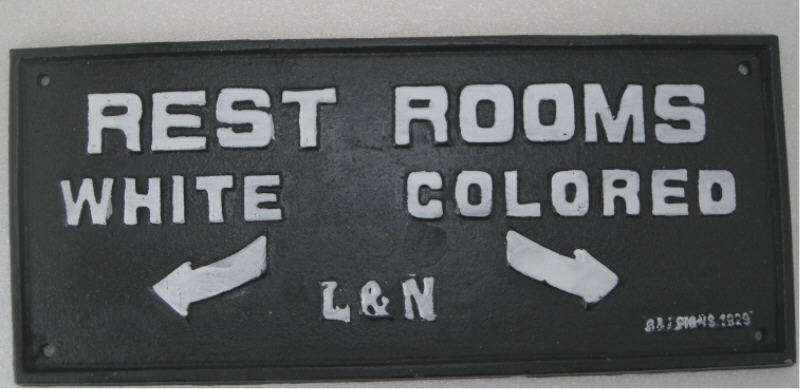 REST ROOMS
WHITE COLORED
L&N
SIGNS 1929